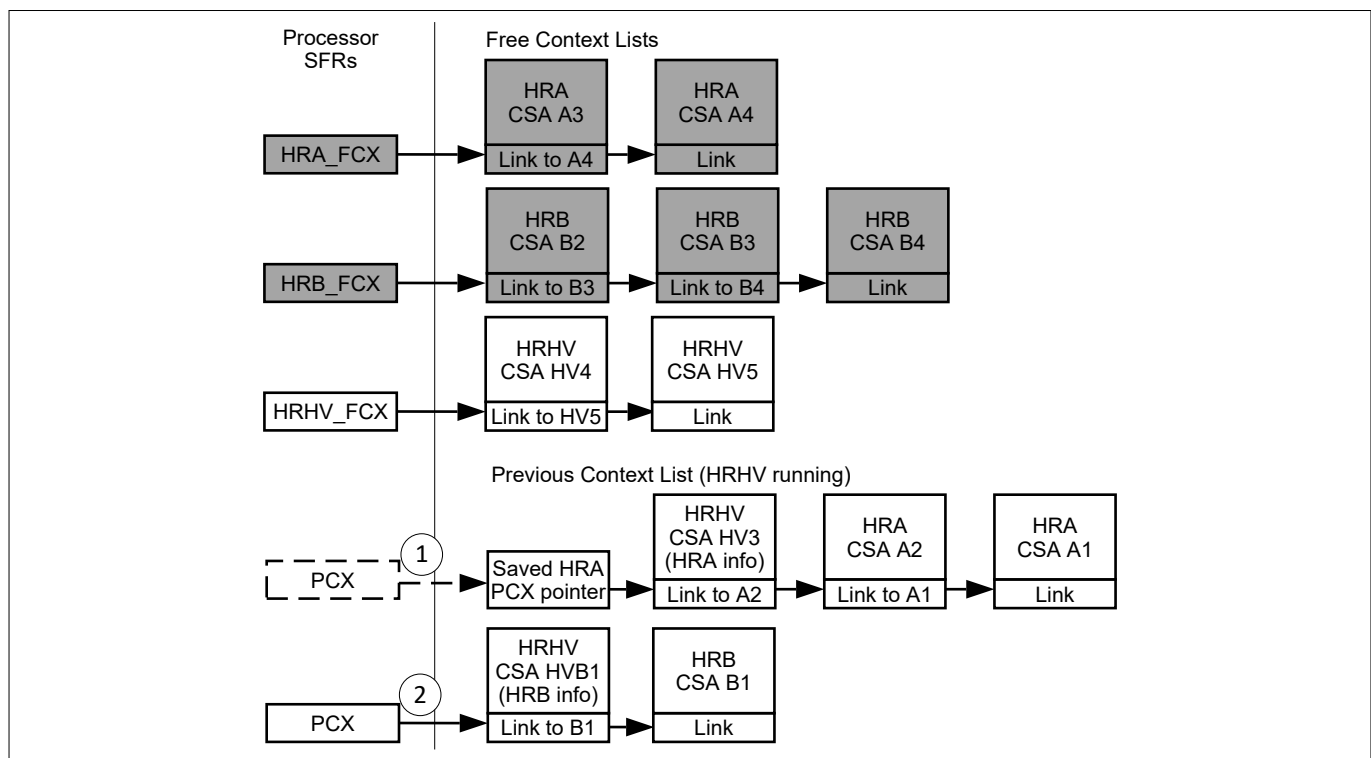 Processor
SFRs
Free Context Lists
HRA
CSA A3
HRA
CSA A4
HRA_FCX
Link to A4
Link
HRB
CSA B2
HRB
CSA B3
HRB
CSA B4
HRB_FCX
Link to B3
Link to B4
Link
HRHV
CSA HV4
HRHV
CSA HV5
HRHV_FCX
Link to HV5
Link
Previous Context List (HRHV running)
1
PCX
Saved HRA
PCX pointer
HRHV
CSA HV3
(HRA info)
Link to A2
HRA
CSA A2
Link to A1
HRA
CSA A1
Link
2
PCX
HRHV
CSA HVB1
(HRB info)
Link to B1
HRB
CSA B1
Link